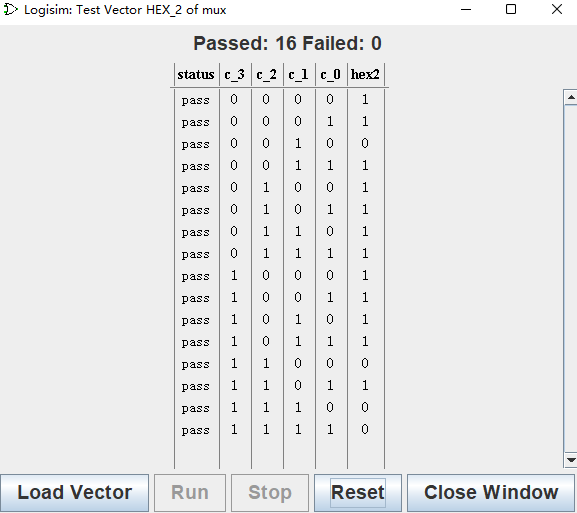 Logisim: Test Vector HEX_2 of mux
Passed: 16 Failed: 0
status c_3 c_2 c_1 c_0 hex2
pass 0 0 0 0 1
pass 0 0 0 1 1
pass 0 0 1 0 0
pass 0 0 1 1 1
pass 0 1 0 0 1
pass 0 1 0 1 1
pass 0 1 1 0 1
pass 0 1 1 1 1
pass 1 0 0 0 1
pass 1 0 0 1 1
pass 1 0 1 0 1
pass 1 0 1 1 1
pass 1 1 0 0 0
pass 1 1 0 1 1
pass 1 1 1 0 0
pass 1 1 1 1 0
Load Vector Run Stop Reset Close Window